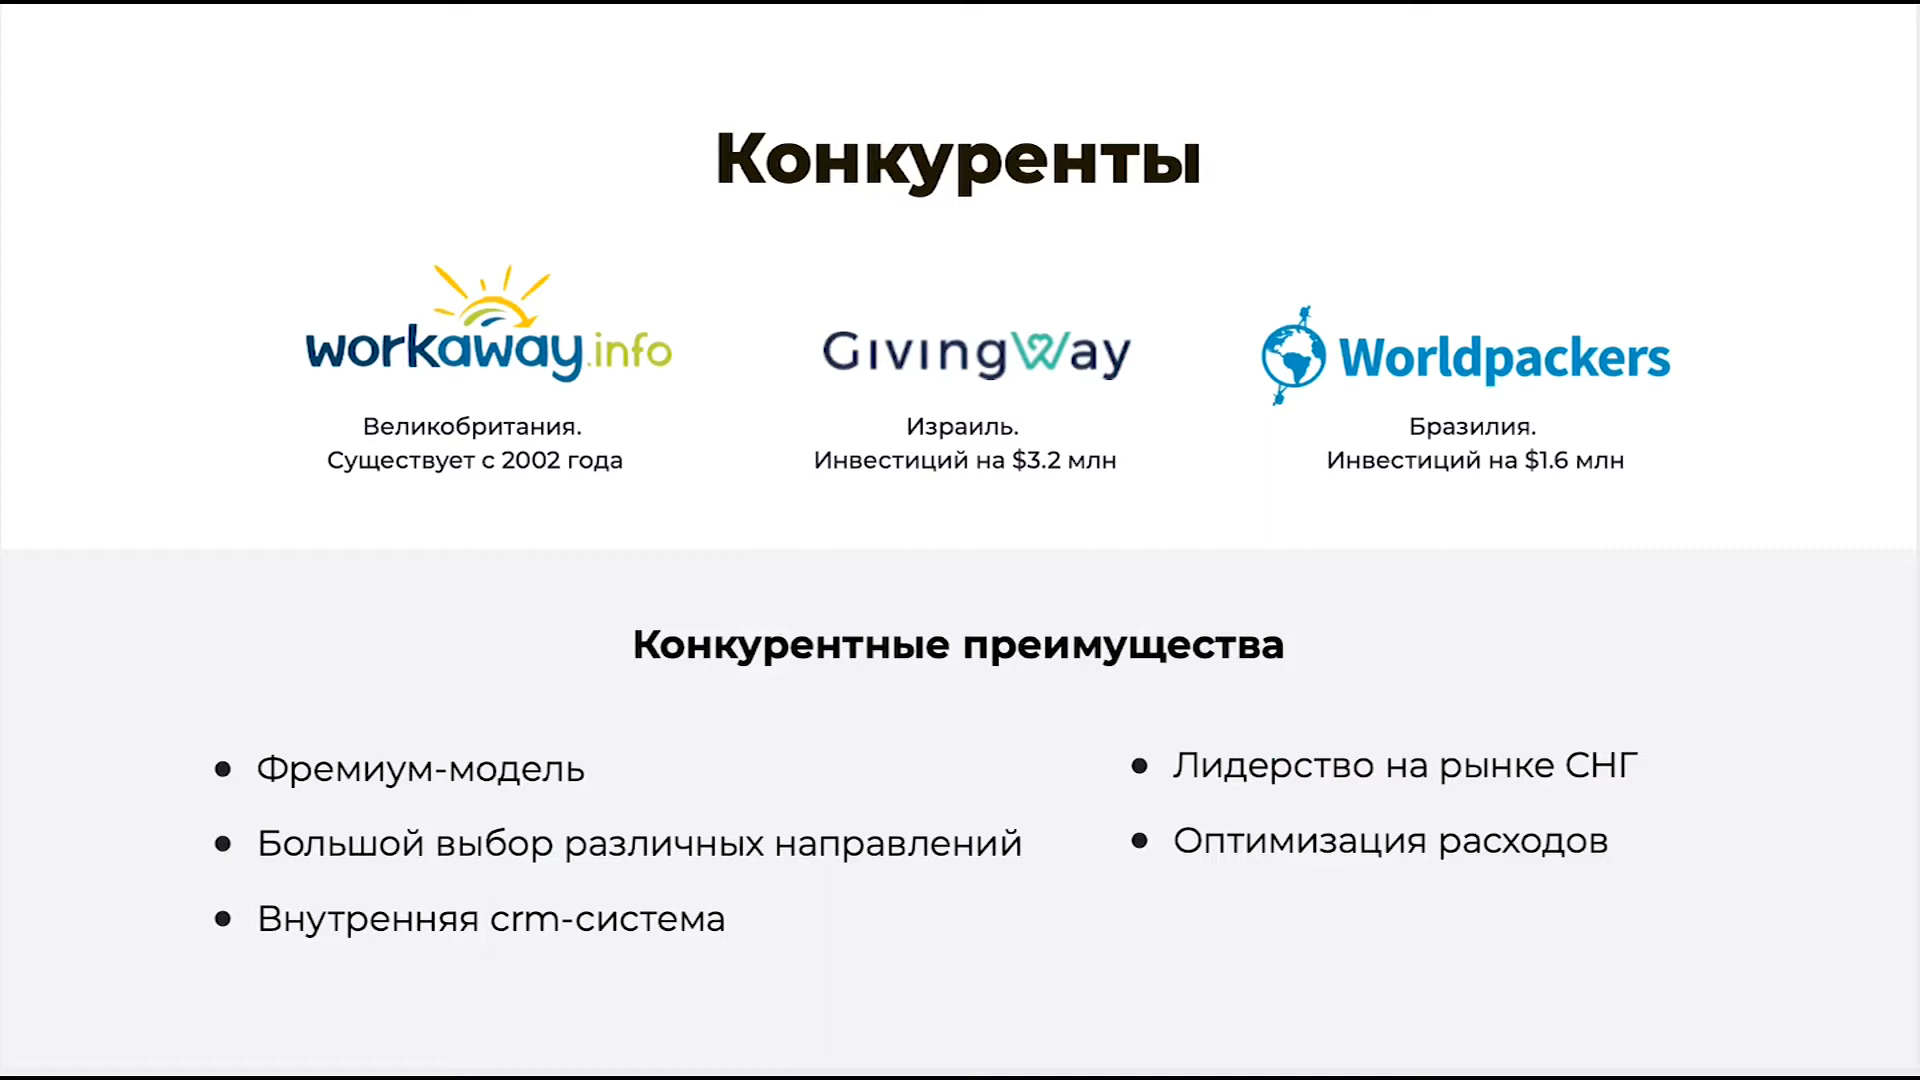 Конкуренты
workaway.info
GivingWay
Worldpackers
Великобритания.
Существует с 2002 года
Израиль.
Инвестиций на $3.2 млн
Бразилия.
Инвестиций на $1.6 млн
Конкурентные преимущества
• Фремиум-модель
• Большой выбор различных направлений
• Внутренняя crm-система
• Лидерство на рынке СНГ
• Оптимизация расходов